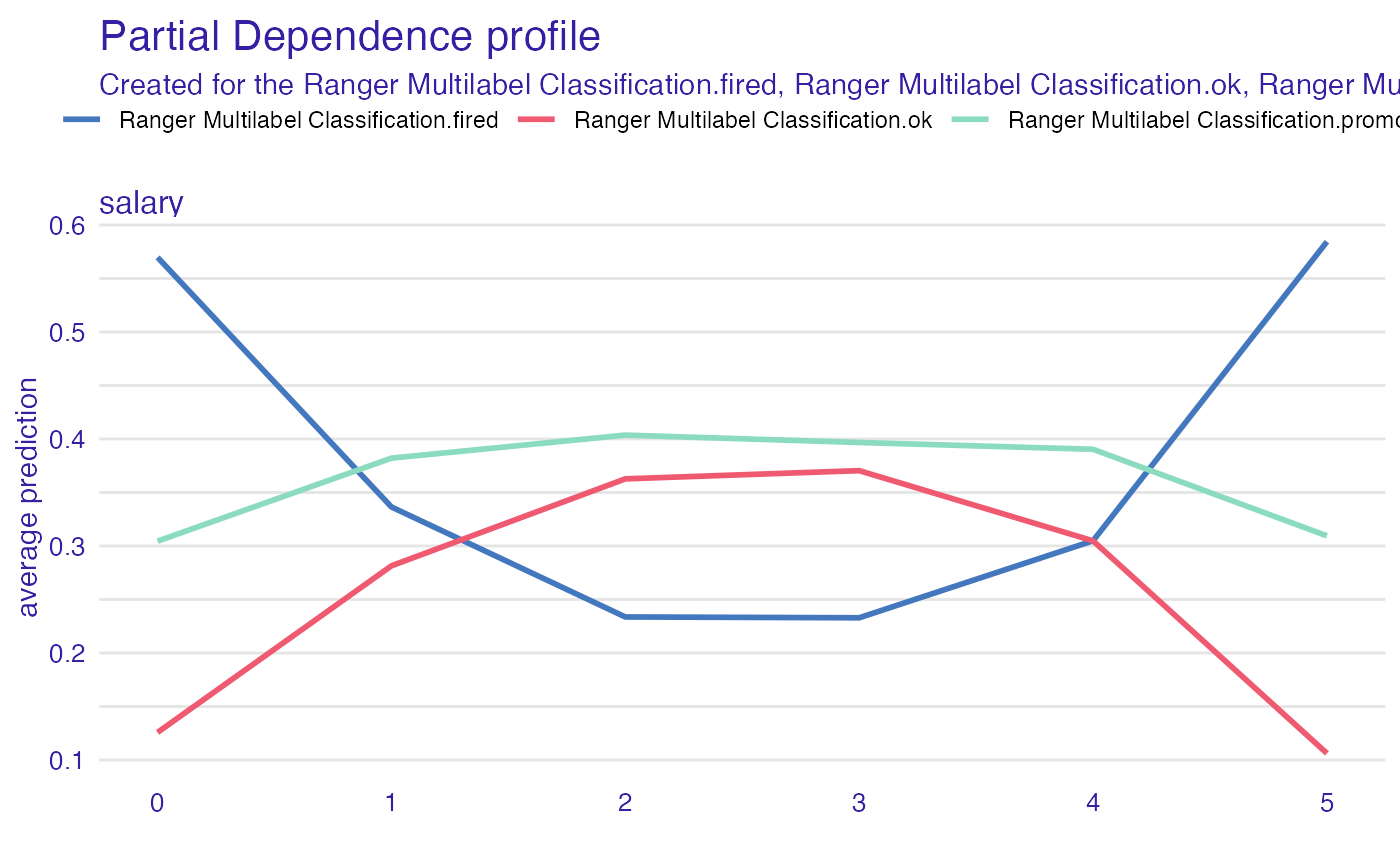 Partial Dependence profile
Created for the Ranger Multilabel Classification.fired, Ranger Multilabel Classification.ok, Ranger Mu
Ranger Multilabel Classification.fired Ranger Multilabel Classification.ok Ranger Multilabel Classification.promo
salary
0.6
0.5
0.4
0.3
0.2
0.1
average prediction
0 1 2 3 4 5